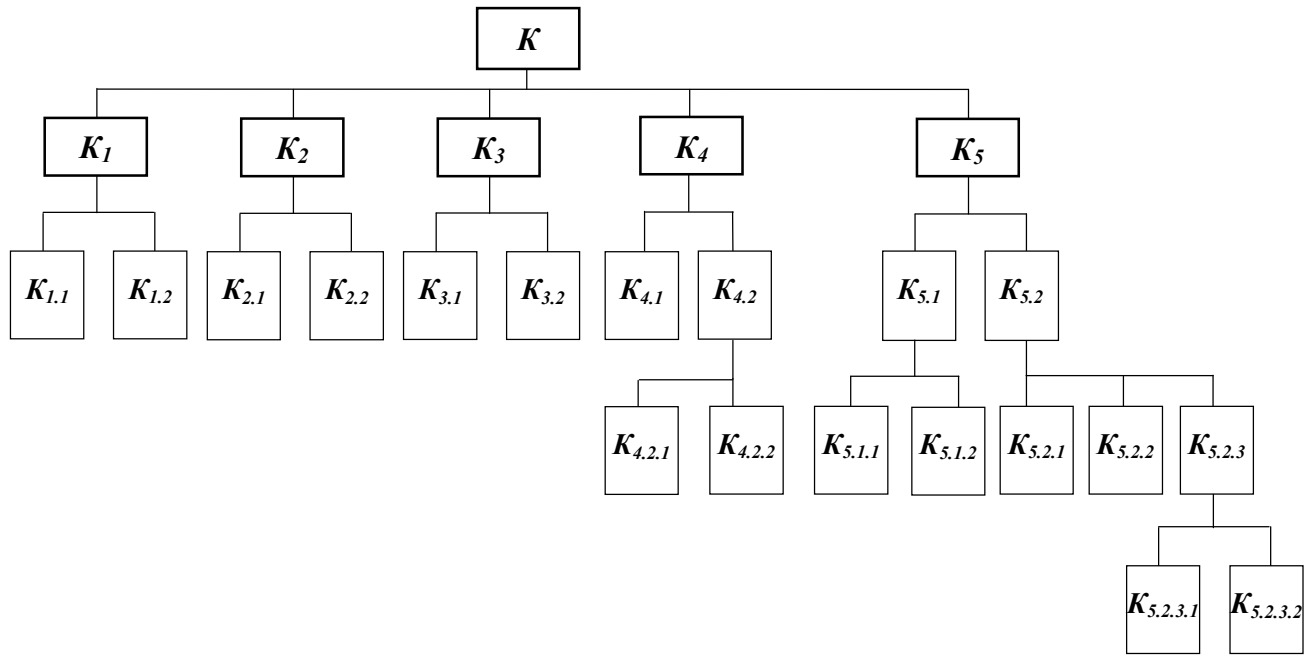 K
K₁ K₂ K₃ K₄ K₅
K₁.₁ K₁.₂ K₂.₁ K₂.₂ K₃.₁ K₃.₂ K₄.₁ K₄.₂ K₅.₁ K₅.₂
K₄.₂.₁ K₄.₂.₂ K₅.₁.₁ K₅.₁.₂ K₅.₂.₁ K₅.₂.₂ K₅.₂.₃
K₅.₂.₃.₁ K₅.₂.₃.₂